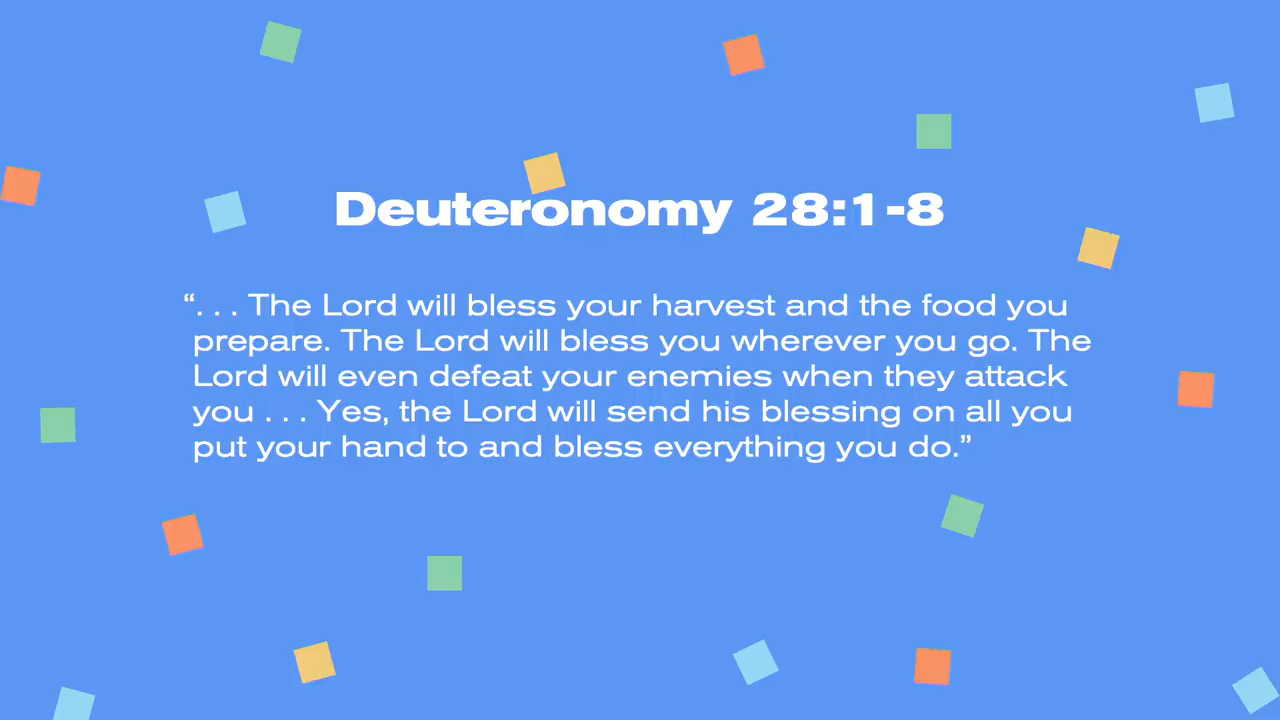 Deuteronomy 28:1-8
“. . . The Lord will bless your harvest and the food you
prepare. The Lord will bless you wherever you go. The
Lord will even defeat your enemies when they attack
you . . . Yes, the Lord will send his blessing on all you
put your hand to and bless everything you do.”